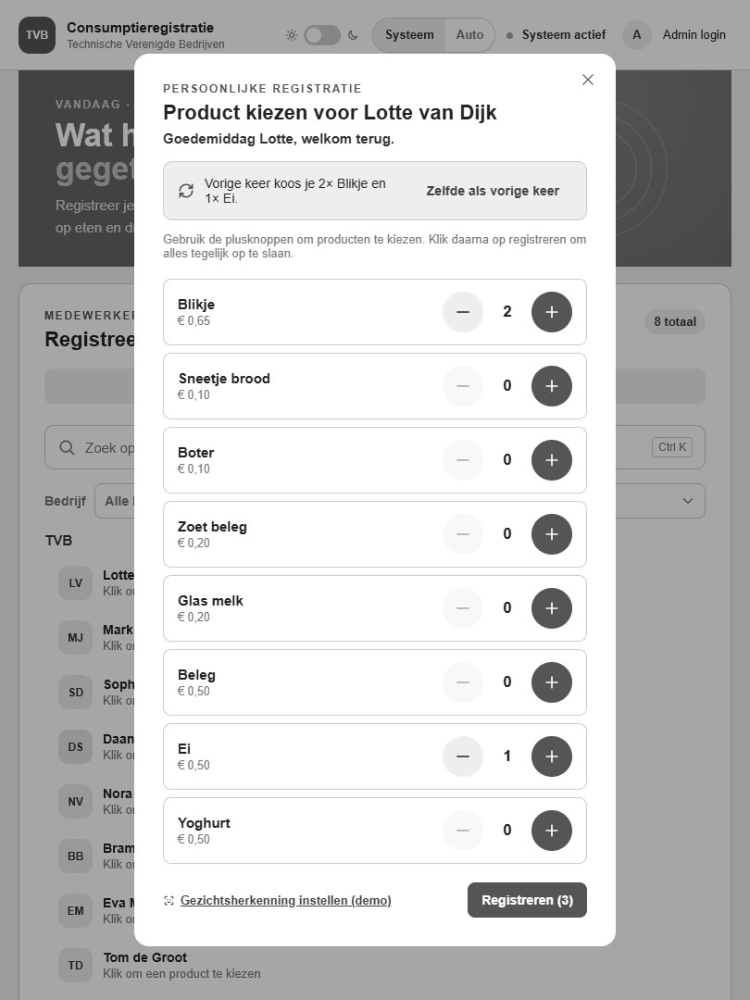 TVB
Consumptieregistratie
Technische Verenigde Bedrijven
Systeem
Auto
Systeem actief
A
Admin login
VANDAAG ·
Wat h
geget
Registreer je
op eten en d
PERSOONLIJKE REGISTRATIE
Product kiezen voor Lotte van Dijk
Goedemiddag Lotte, welkom terug.
Vorige keer koos je 2× Blikje en
1× Ei.
Zelfde als vorige keer
Gebruik de plusknoppen om producten te kiezen. Klik daarna op registreren om
alles tegelijk op te slaan.
Blikje
€ 0,65
2
Sneetje brood
€ 0,10
0
Boter
€ 0,10
0
Zoet beleg
€ 0,20
0
Glas melk
€ 0,20
0
Beleg
€ 0,50
0
Ei
€ 0,50
1
Yoghurt
€ 0,50
0
Gezichtsherkenning instellen (demo)
Registreren (3)
MEDEWERKER
Registree
8 totaal
Zoek op
Ctrl K
Bedrijf
Alle
TVB
LV
Lotte
Klik o
MJ
Mark
Klik o
SD
Soph
Klik o
DS
Daan
Klik o
NV
Nora
Klik o
BB
Bram
Klik o
EM
Eva M
Klik o
TD
Tom de Groot
Klik om een product te kiezen